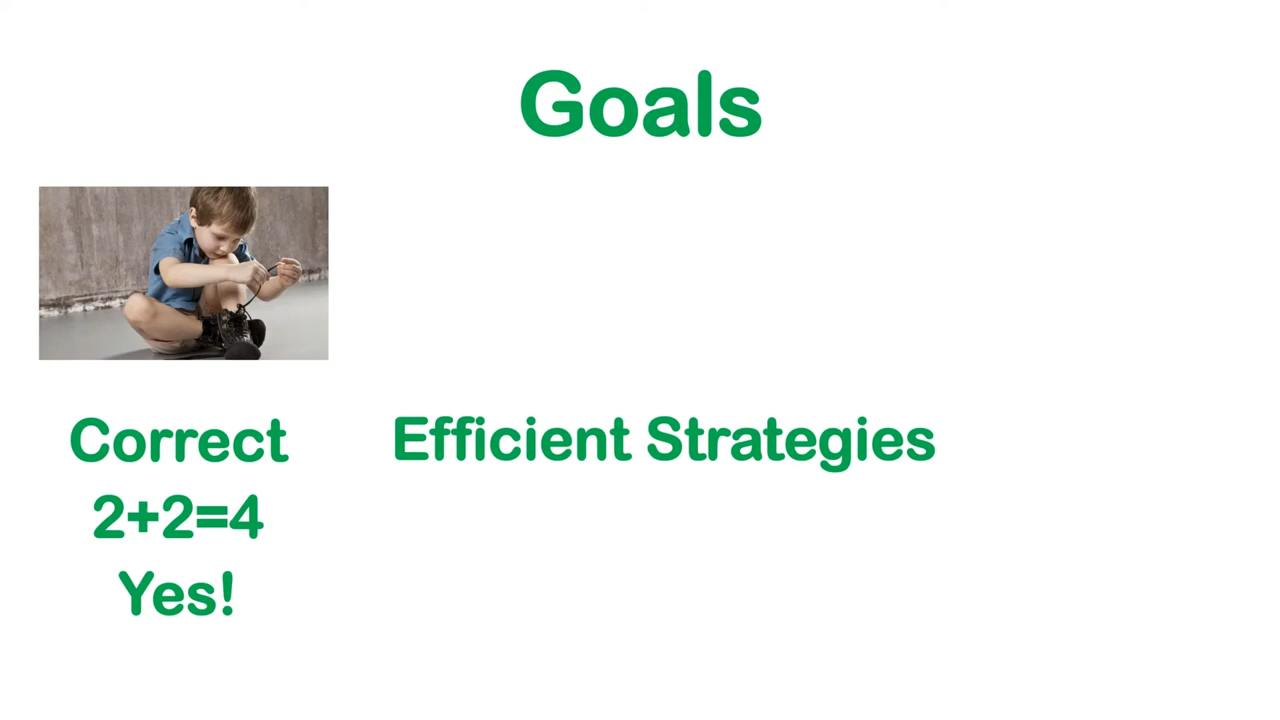 Goals
Correct
2+2=4
Yes!
Efficient Strategies